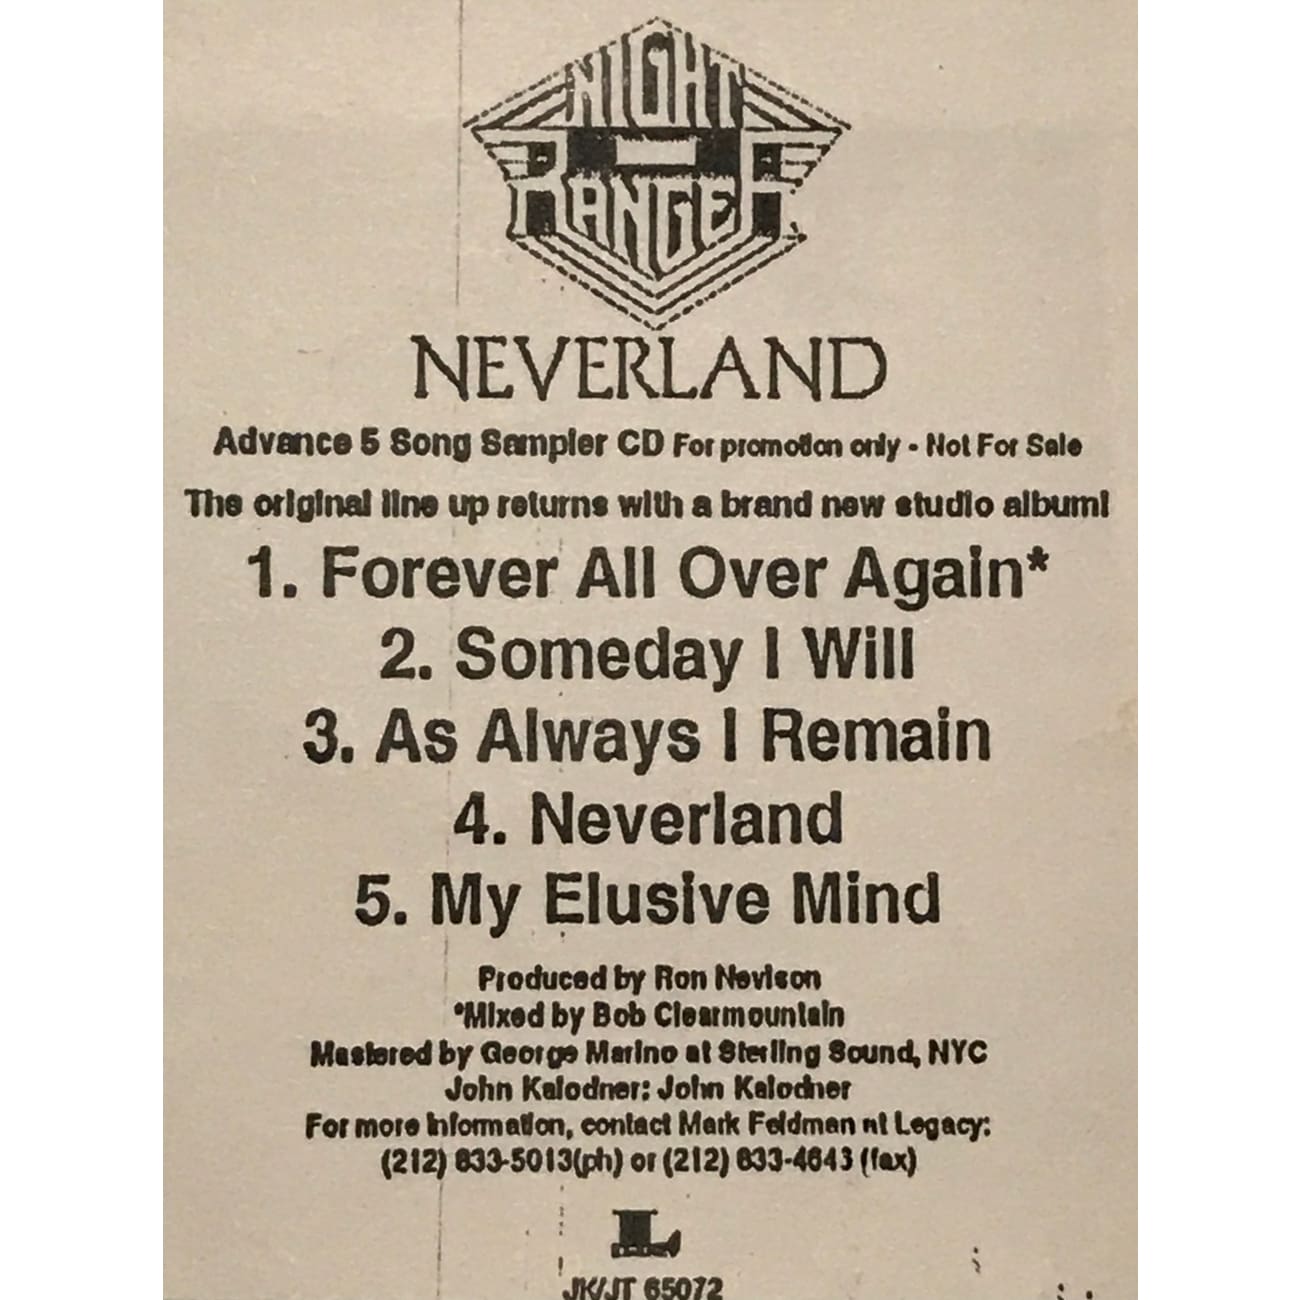 NIGHT
RANGER
NEVERLAND
Advance 5 Song Sampler CD For promotion only - Not For Sale
The original line up returns with a brand new studio album!
1. Forever All Over Again*
2. Someday I Will
3. As Always I Remain
4. Neverland
5. My Elusive Mind
Produced by Ron Nevison
*Mixed by Bob Clearmountain
Mastered by George Marino at Sterling Sound, NYC
John Kalodner: John Kalodner
For more information, contact Mark Feldman at Legacy:
(212) 833-5013(ph) or (212) 833-4643 (fax)
L
JK/JT 65072